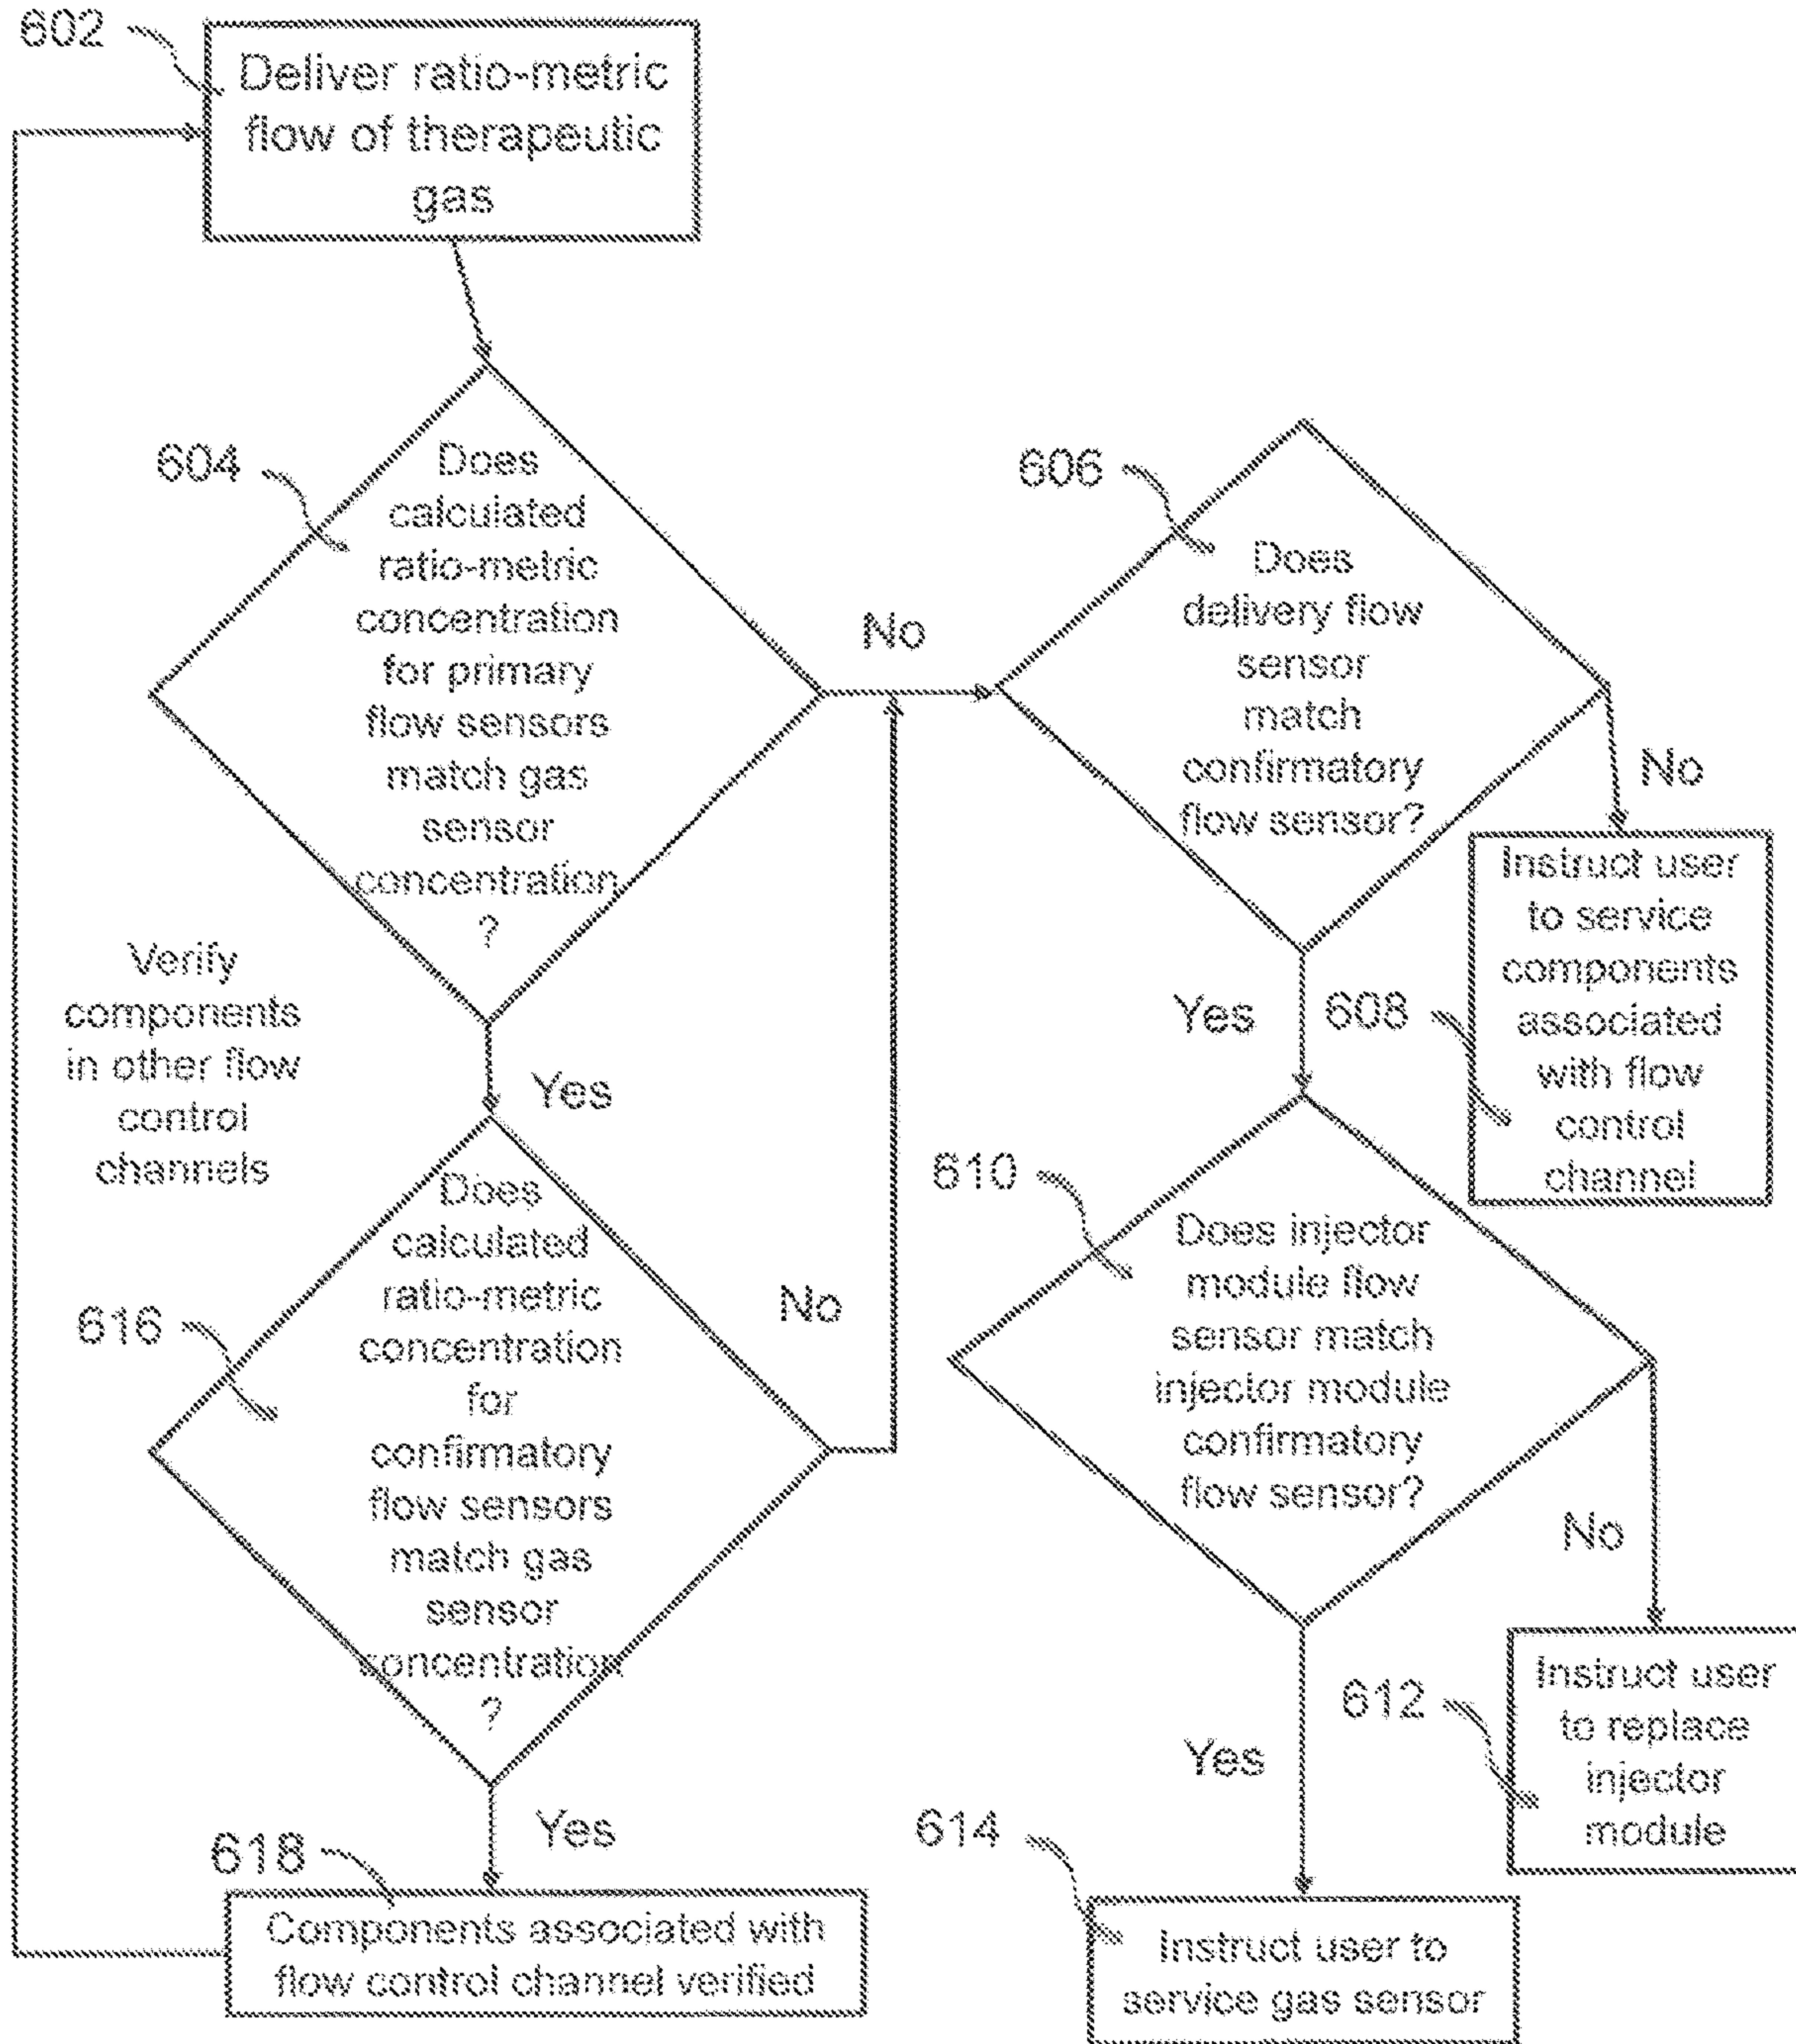 602
Deliver ratio-metric
flow of therapeutic
gas
604
Does
calculated
ratio-metric
concentration
for primary
flow sensors
match gas
sensor
concentration
?
No
606
Does
delivery flow
sensor
match
confirmatory
flow sensor?
No
608
Instruct user
to service
components
associated
with flow
control
channel
Yes
Verify
components
in other flow
control
channels
Yes
610
Does injector
module flow
sensor match
injector module
confirmatory
flow sensor?
No
612
Instruct user
to replace
injector
module
616
Does
calculated
ratio-metric
concentration
for
confirmatory
flow sensors
match gas
sensor
concentration
?
No
Yes
618
Components associated with
flow control channel verified
Yes
614
Instruct user to
service gas sensor